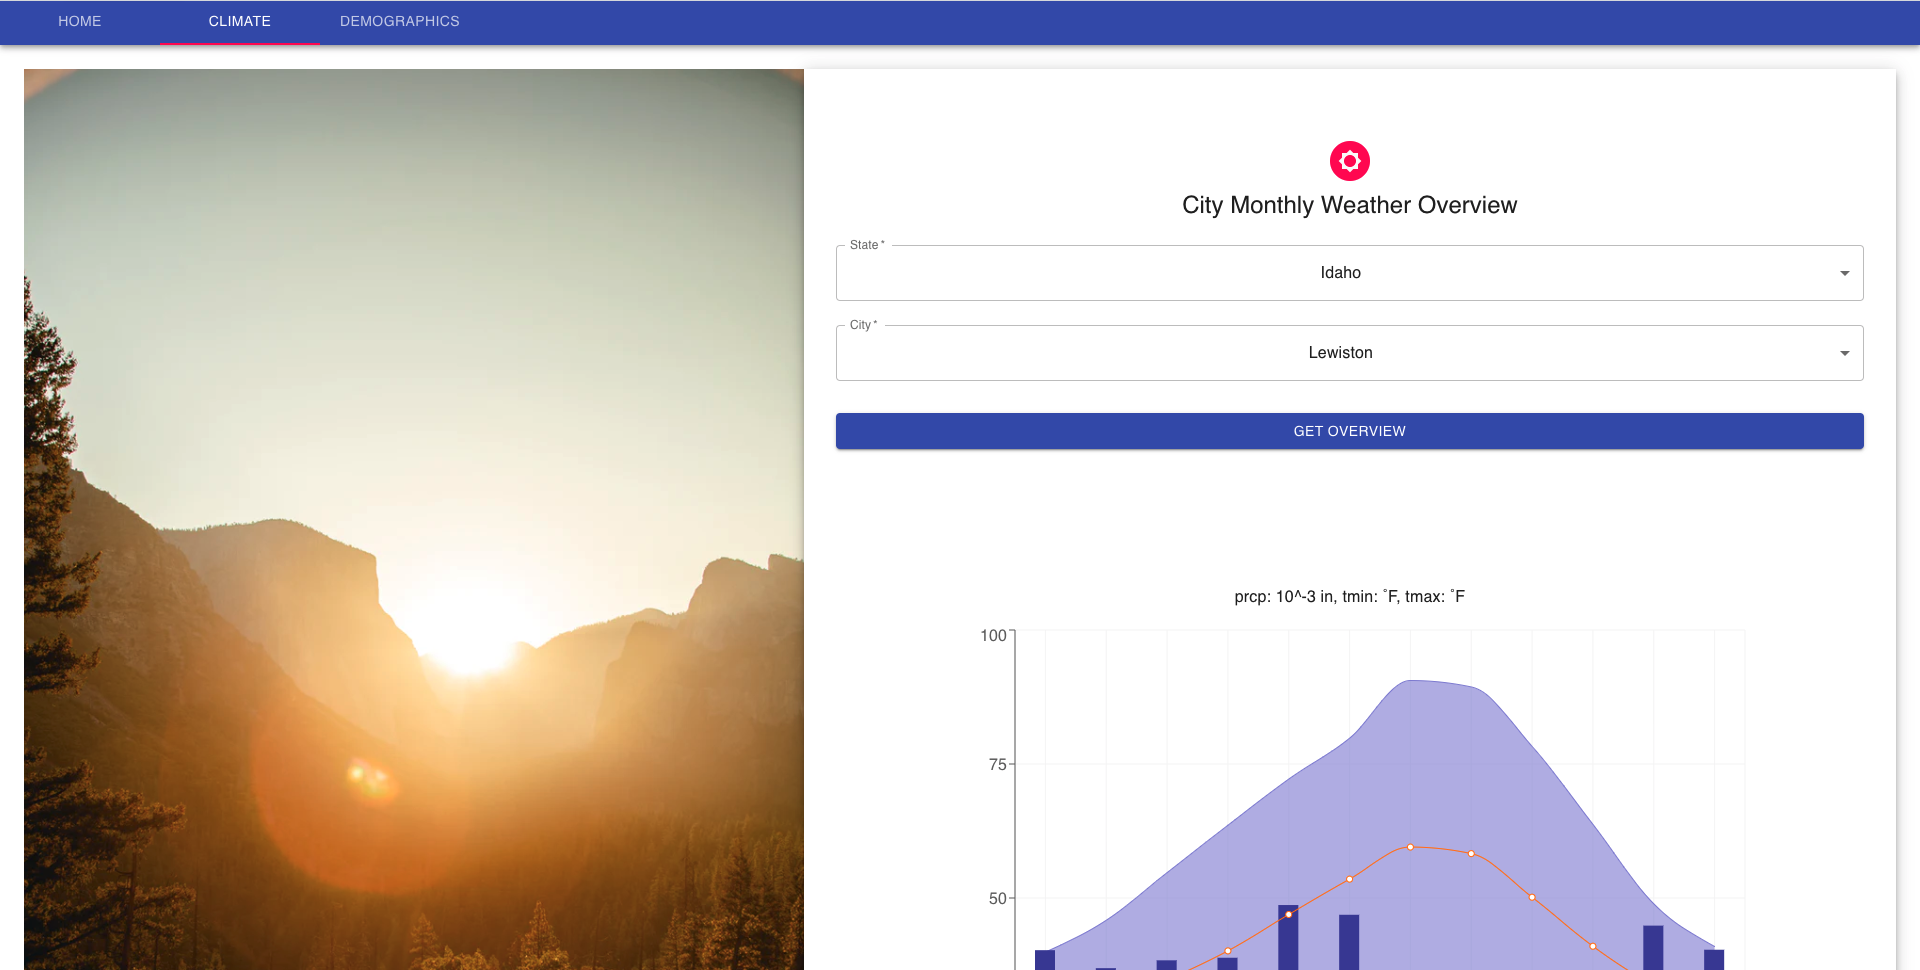 HOME
CLIMATE
DEMOGRAPHICS
City Monthly Weather Overview
State *
Idaho
City *
Lewiston
GET OVERVIEW
prcp: 10^-3 in, tmin: ˚F, tmax: ˚F
100
75
50